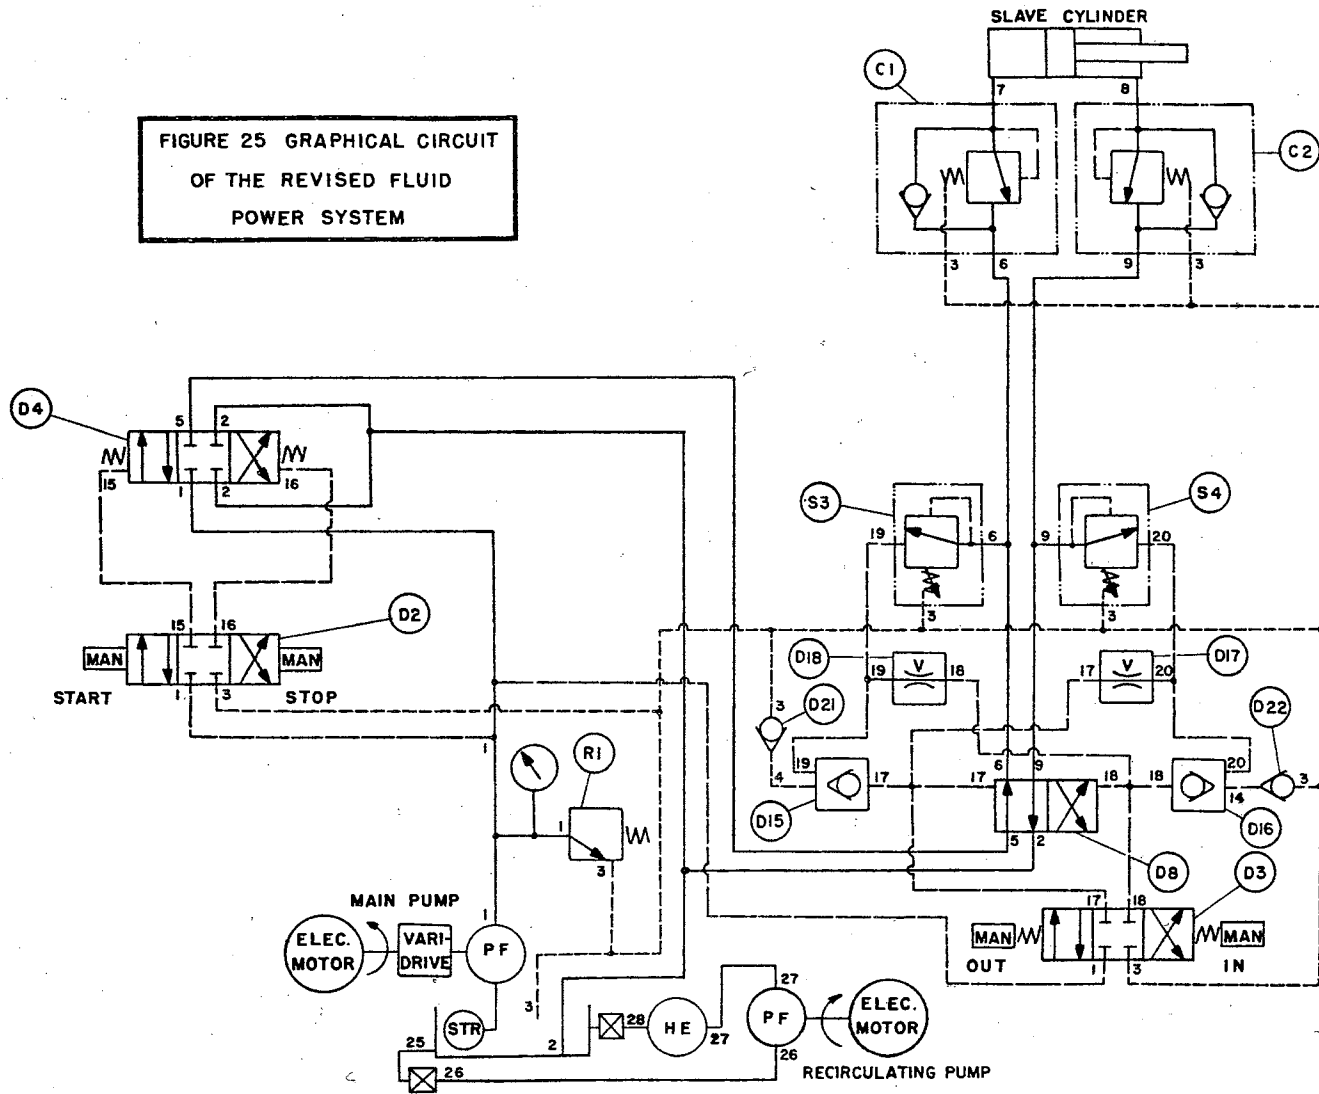 SLAVE CYLINDER
C1
7
8
C2
FIGURE 25 GRAPHICAL CIRCUIT
OF THE REVISED FLUID
POWER SYSTEM
3
6
9
3
D4
5
2
15
1
2
16
S3
S4
19
6
9
20
3
3
15
16
D2
MAN
MAN
START
1
3
STOP
D18
V
19
18
17
V
20
D17
3
D21
D22
1
R1
19
6
9
20
4
17
17
18
18
14
3
D15
D16
1
3
5
2
D8
D3
MAIN PUMP
1
17
18
ELEC.
MOTOR
VARI-
DRIVE
PF
MAN
MAN
OUT
1
3
IN
3
27
STR
28
HE
27
PF
ELEC.
MOTOR
25
2
26
26
RECIRCULATING PUMP